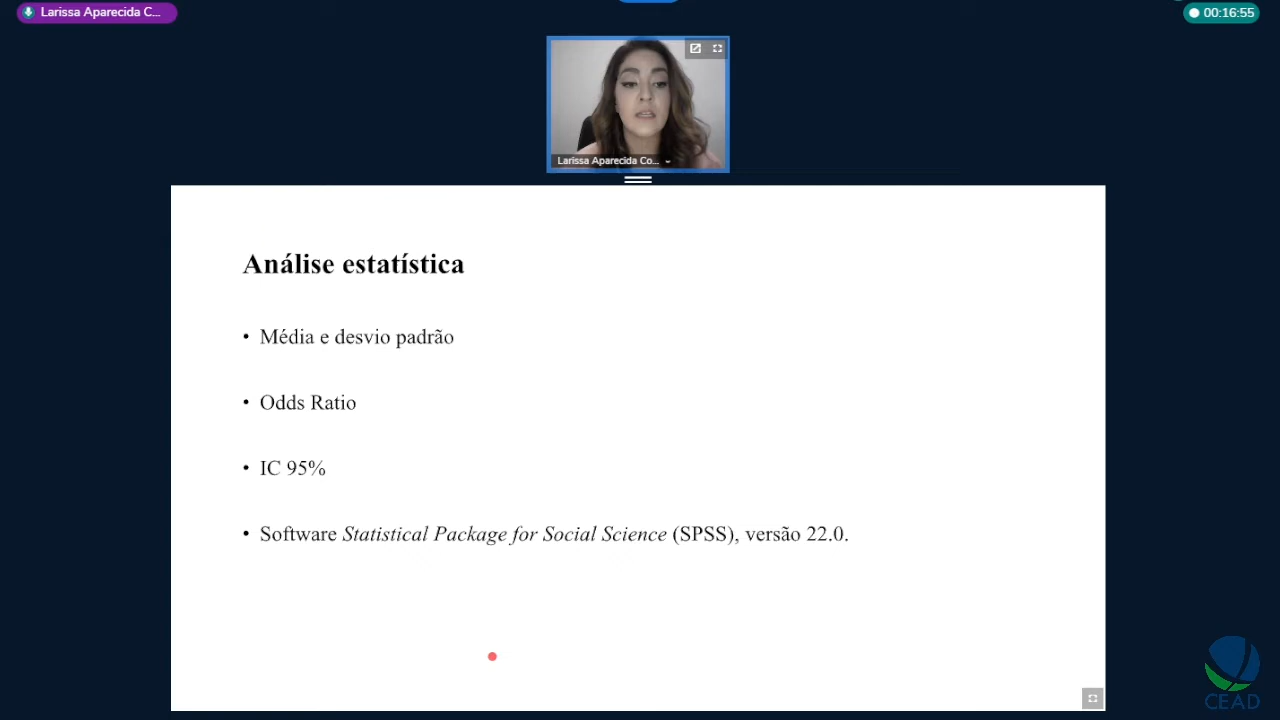 Larissa Aparecida C...
00:16:55
Larissa Aparecida Co...
Análise estatística
• Média e desvio padrão
• Odds Ratio
• IC 95%
• Software Statistical Package for Social Science (SPSS), versão 22.0.
CEAD